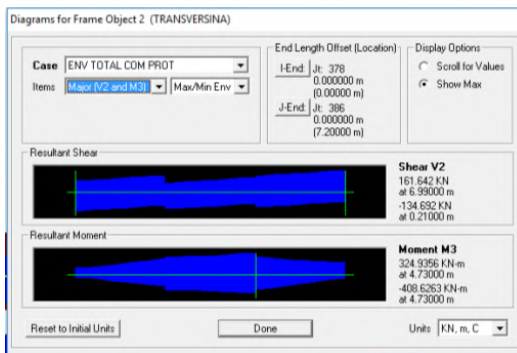 Diagrams for Frame Object 2 (TRANSVERSINA)
Case ENV TOTAL COM PROT
Items Major (V2 and M3) Max/Min Env
End Length Offset (Location)
I-End: Jt: 378
0.000000 m
(0.00000 m)
J-End: Jt: 386
0.000000 m
(7.20000 m)
Display Options
Scroll for Values
Show Max
Resultant Shear
Shear V2
161.642 KN
at 6.99000 m
-134.692 KN
at 0.21000 m
Resultant Moment
Moment M3
324.9356 KN-m
at 4.73000 m
-408.6263 KN-m
at 4.73000 m
Reset to Initial Units
Done
Units KN, m, C